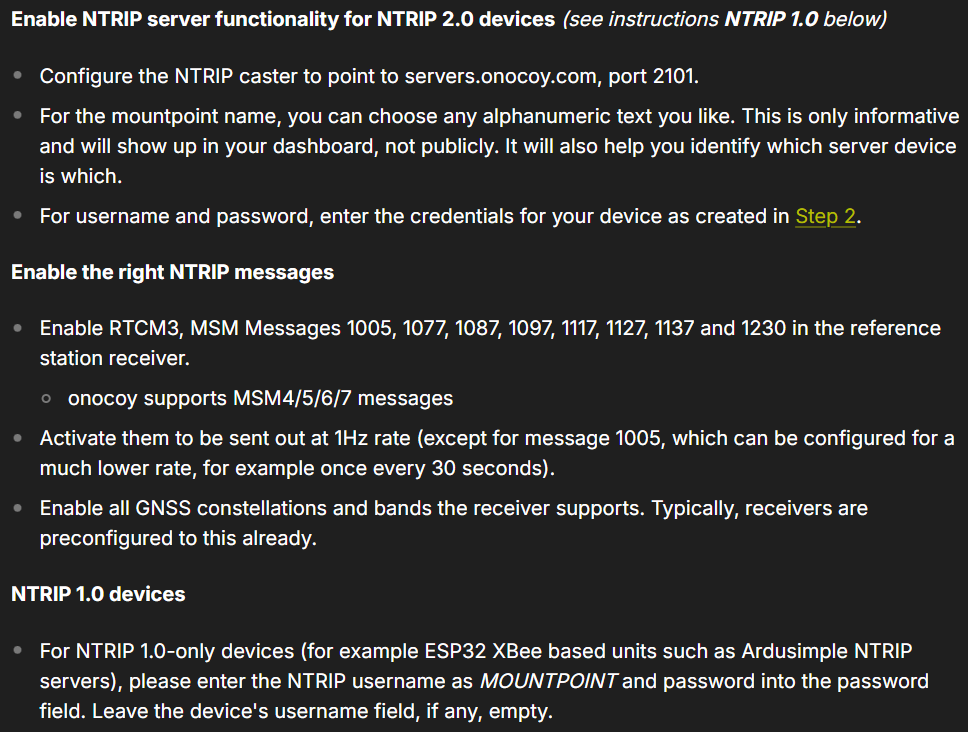 Enable NTRIP server functionality for NTRIP 2.0 devices (see instructions NTRIP 1.0 below)
Configure the NTRIP caster to point to servers.onocoy.com, port 2101.
For the mountpoint name, you can choose any alphanumeric text you like. This is only informative
and will show up in your dashboard, not publicly. It will also help you identify which server device
is which.
For username and password, enter the credentials for your device as created in Step 2.
Enable the right NTRIP messages
Enable RTCM3, MSM Messages 1005, 1077, 1087, 1097, 1117, 1127, 1137 and 1230 in the reference
station receiver.
onocoy supports MSM4/5/6/7 messages
Activate them to be sent out at 1Hz rate (except for message 1005, which can be configured for a
much lower rate, for example once every 30 seconds).
Enable all GNSS constellations and bands the receiver supports. Typically, receivers are
preconfigured to this already.
NTRIP 1.0 devices
For NTRIP 1.0-only devices (for example ESP32 XBee based units such as Ardusimple NTRIP
servers), please enter the NTRIP username as MOUNTPOINT and password into the password
field. Leave the device's username field, if any, empty.